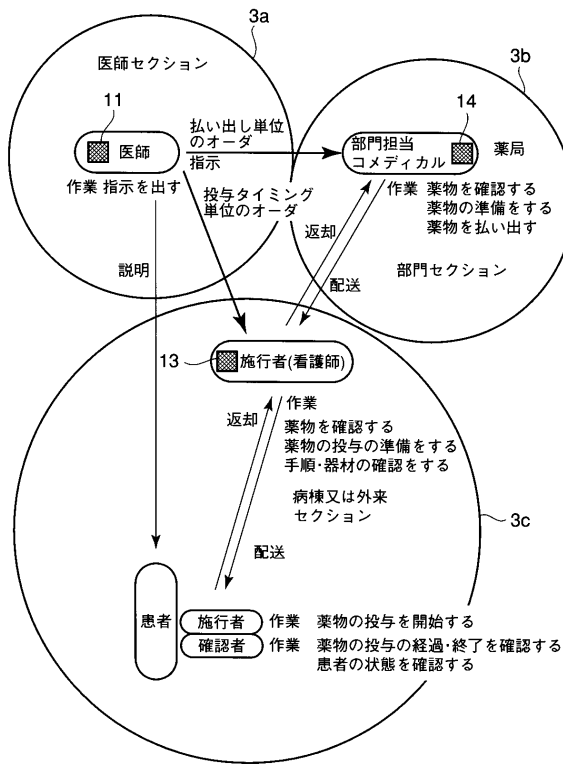 3a
医師セクション
3b
11
14
医師
払い出し単位
のオーダ
指示
部門担当
コメディカル
薬局
作業 指示を出す
投与タイミング
単位のオーダ
作業 薬物を確認する
薬物の準備をする
薬物を払い出す
返却
配送
部門セクション
説明
13
施行者(看護師)
作業
返却
薬物を確認する
薬物の投与の準備をする
手順・器材の確認をする
病棟又は外来
セクション
3c
配送
患者
施行者 作業 薬物の投与を開始する
確認者 作業 薬物の投与の経過・終了を確認する
患者の状態を確認する